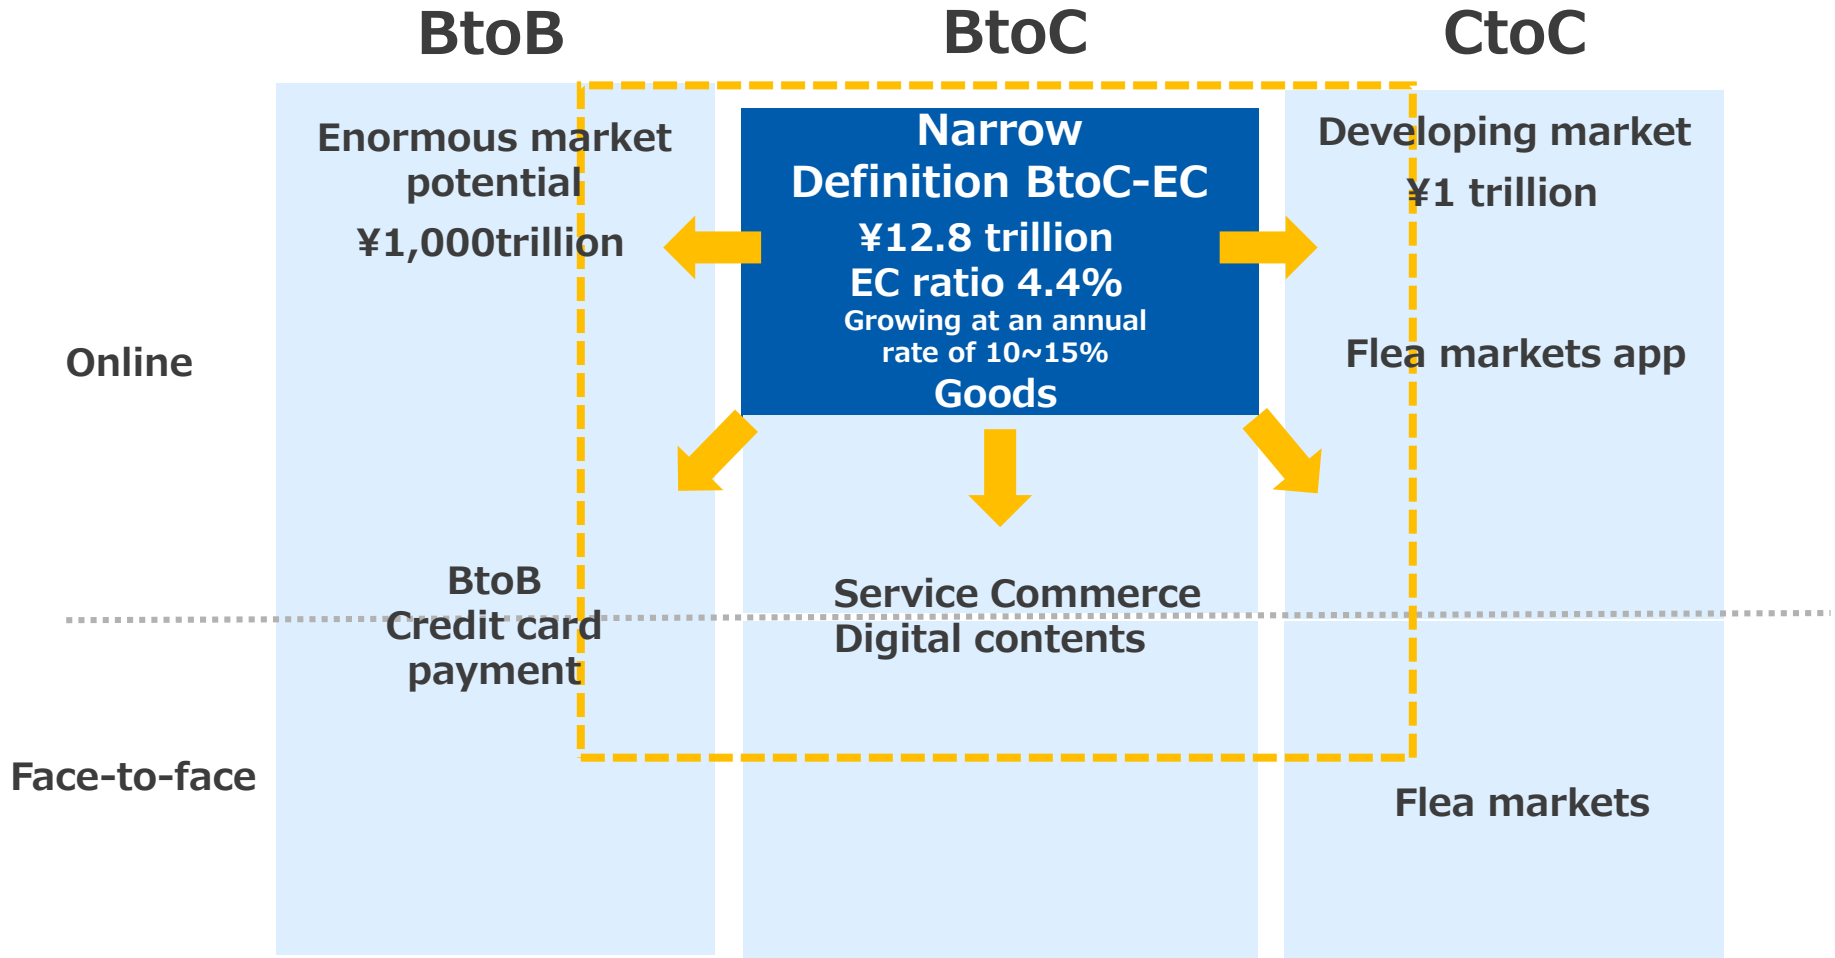 BtoB
BtoC
CtoC
Enormous market
potential
¥1,000trillion
Narrow
Definition BtoC-EC
¥12.8 trillion
EC ratio 4.4%
Growing at an annual
rate of 10~15%
Goods
Developing market
¥1 trillion
Online
Flea markets app
BtoB
Credit card
payment
Service Commerce
Digital contents
Face-to-face
Flea markets